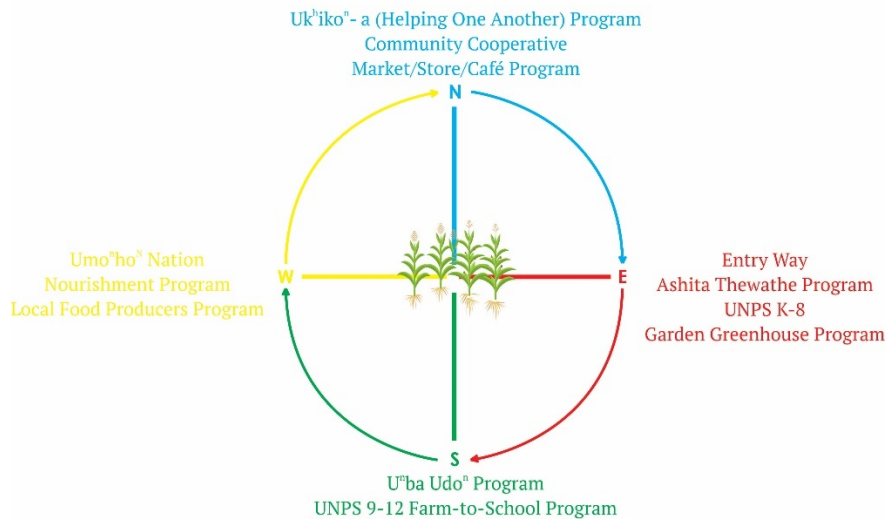 Ukʰikoⁿ- a (Helping One Another) Program
Community Cooperative
Market/Store/Café Program
N
Umoⁿhoᴺ Nation
Nourishment Program
Local Food Producers Program
W
E
Entry Way
Ashita Thewathe Program
UNPS K-8
Garden Greenhouse Program
S
Uⁿba Udoⁿ Program
UNPS 9-12 Farm-to-School Program